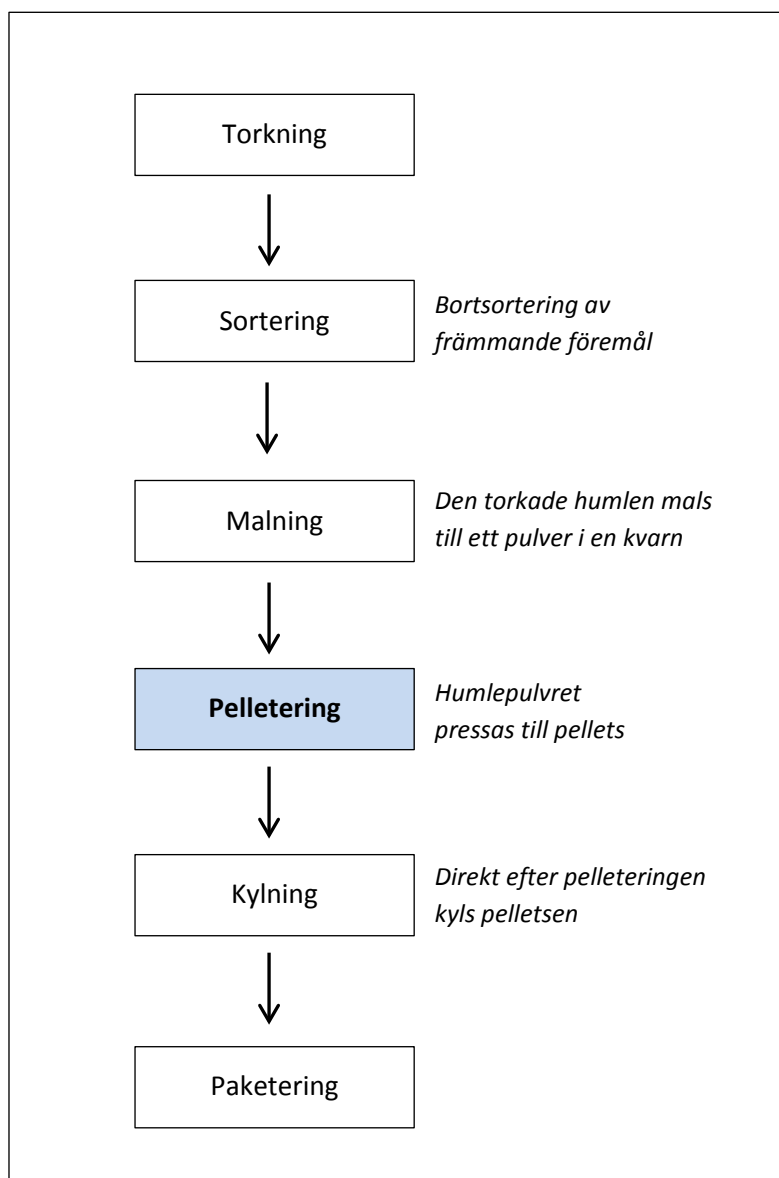 Torkning
Sortering
Bortsortering av
främmande föremål
Malning
Den torkade humlen mals
till ett pulver i en kvarn
Pelletering
Humlepulvret
pressas till pellets
Kylning
Direkt efter pelleteringen
kyls pelletsen
Paketering